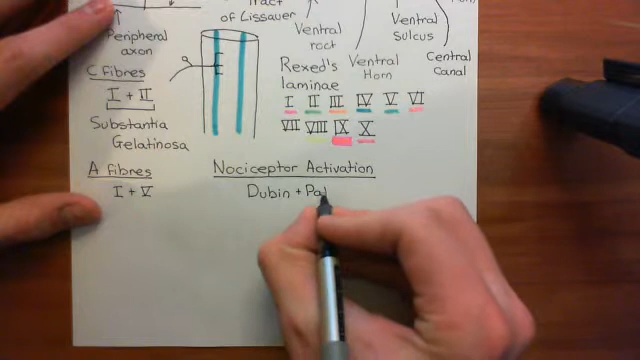 Tract
of Lissauer
Peripheral
axon
Ventral
root
Ventral
Sulcus
Ventral
Horn
Central
Canal
C fibres
I + II
Substantia
Gelatinosa
Rexed's
laminae
I II III IV V VI
VII VIII IX X
A fibres
I + V
Nociceptor Activation
Dubin + Pa